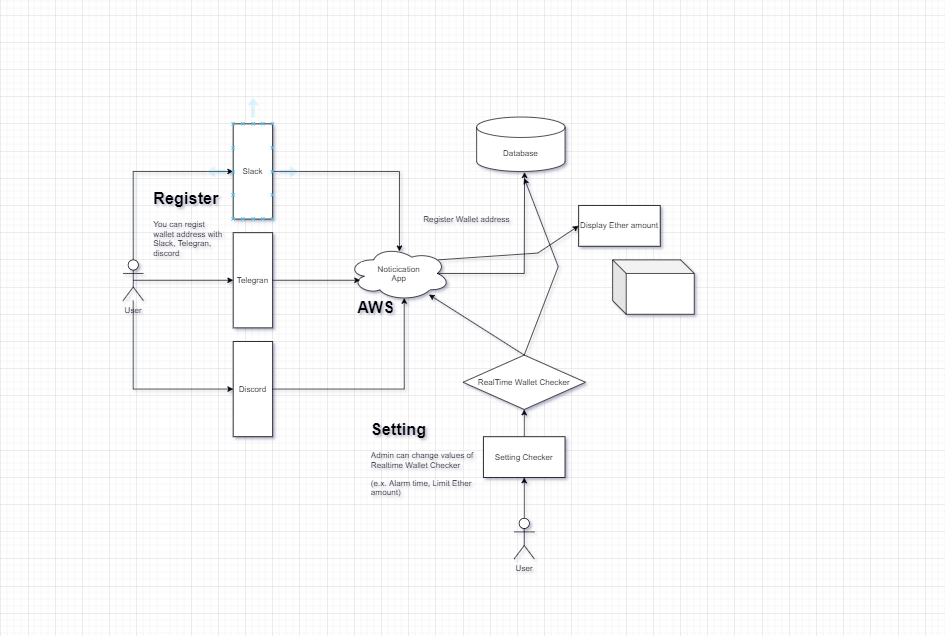 Slack
Register
You can regist
wallet address with
Slack, Telegran,
discord
User
Telegran
Discord
Database
Register Wallet address
Display Ether amount
Noticication
App
AWS
RealTime Wallet Checker
Setting
Admin can change values of
Realtime Wallet Checker
(e.x. Alarm time, Limit Ether
amount)
Setting Checker
User